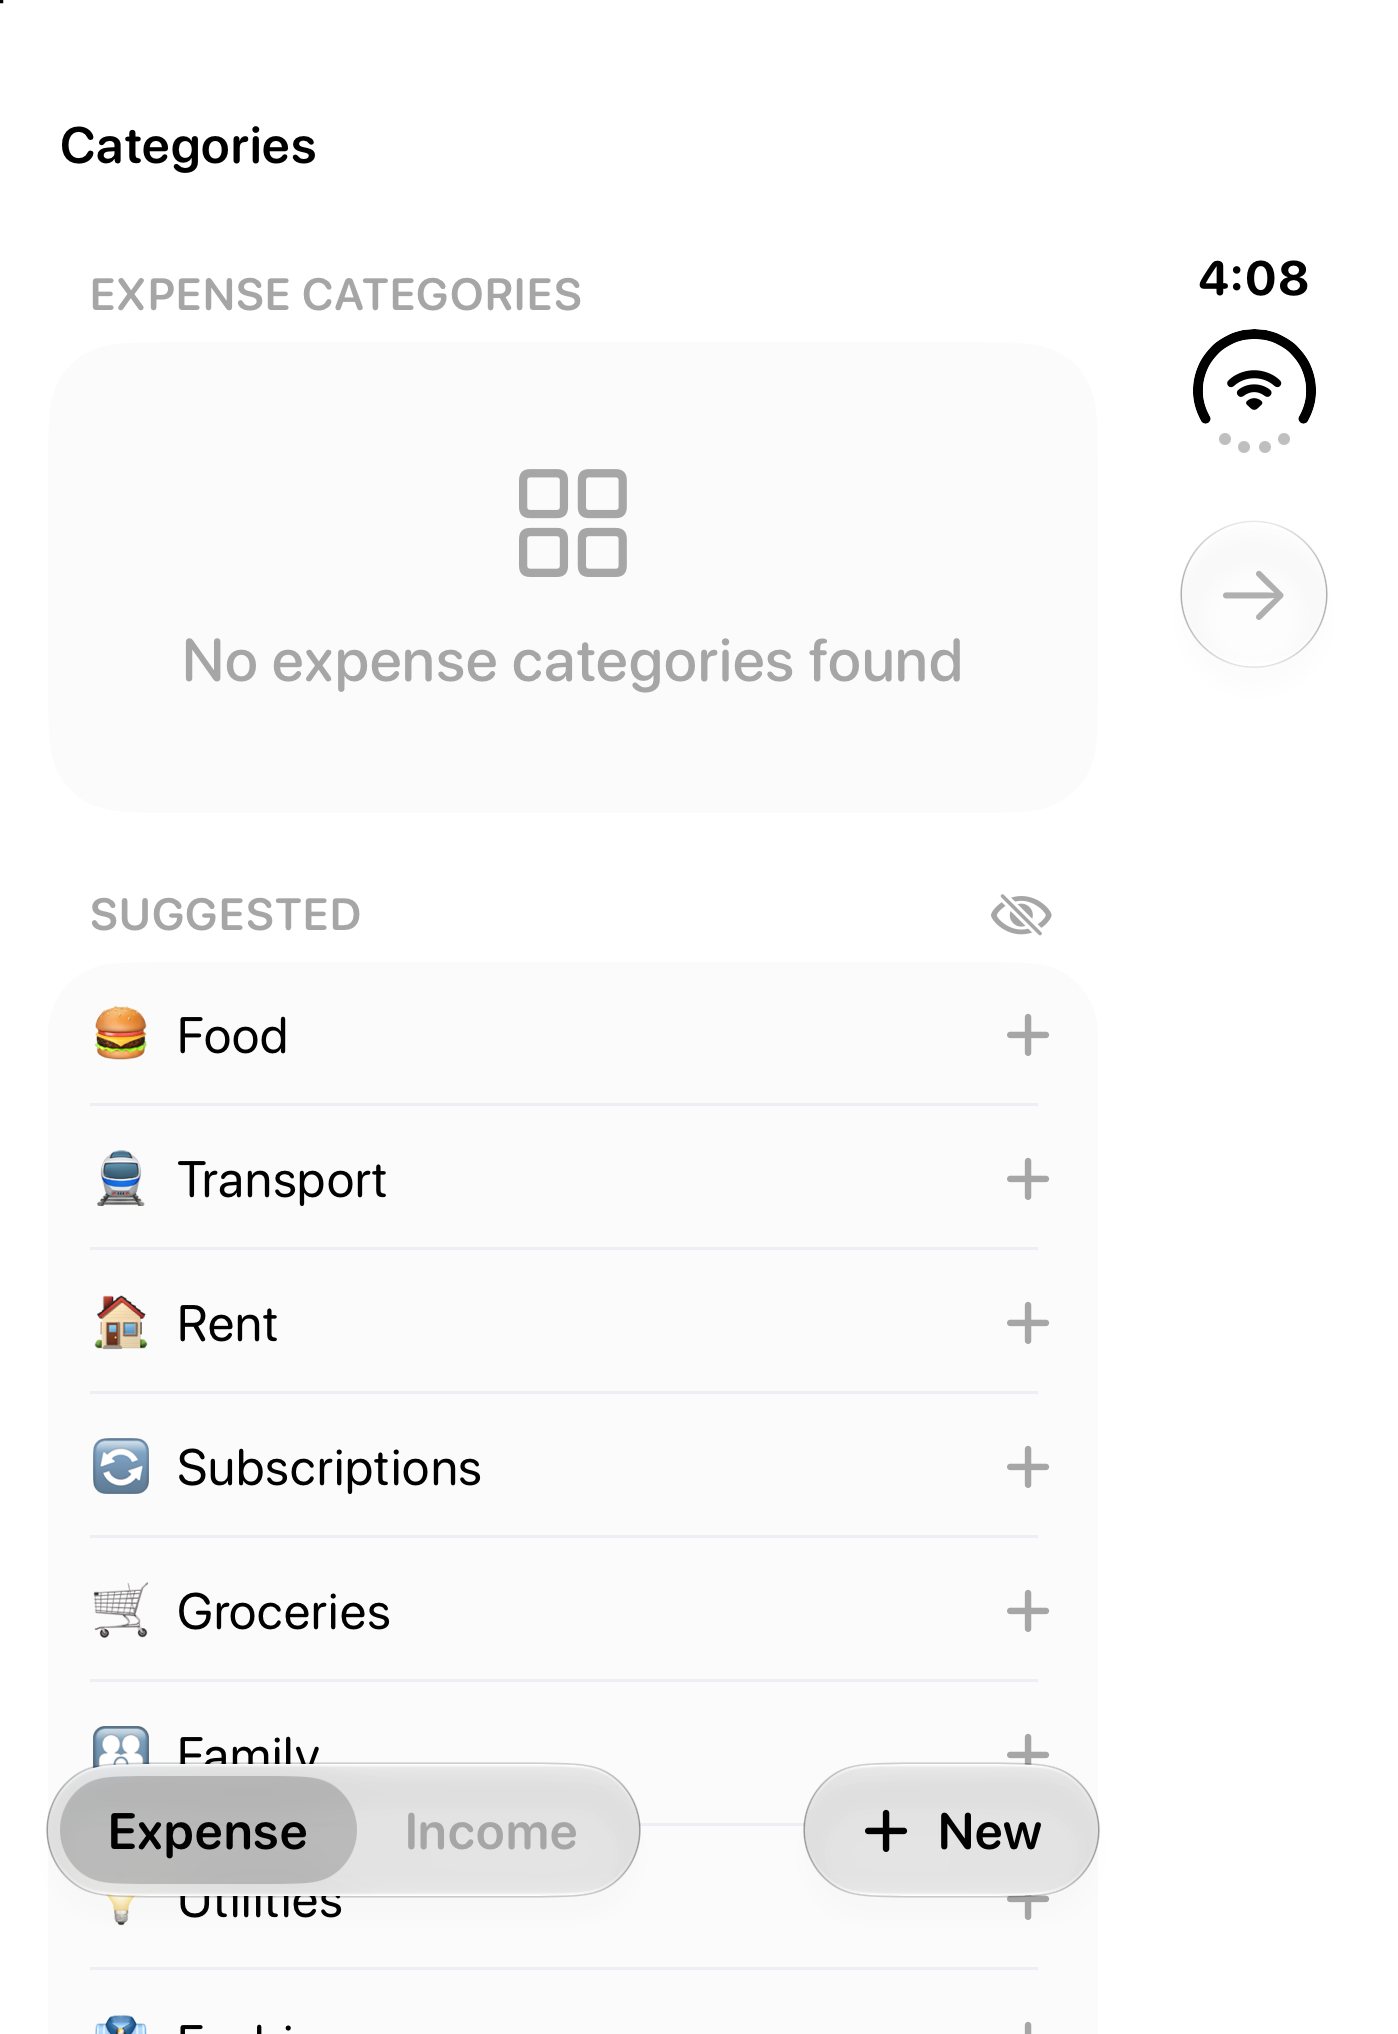 Categories
4:08
EXPENSE CATEGORIES
No expense categories found
SUGGESTED
Food
Transport
Rent
Subscriptions
Groceries
Family
Expense
Income
+ New
Utilities